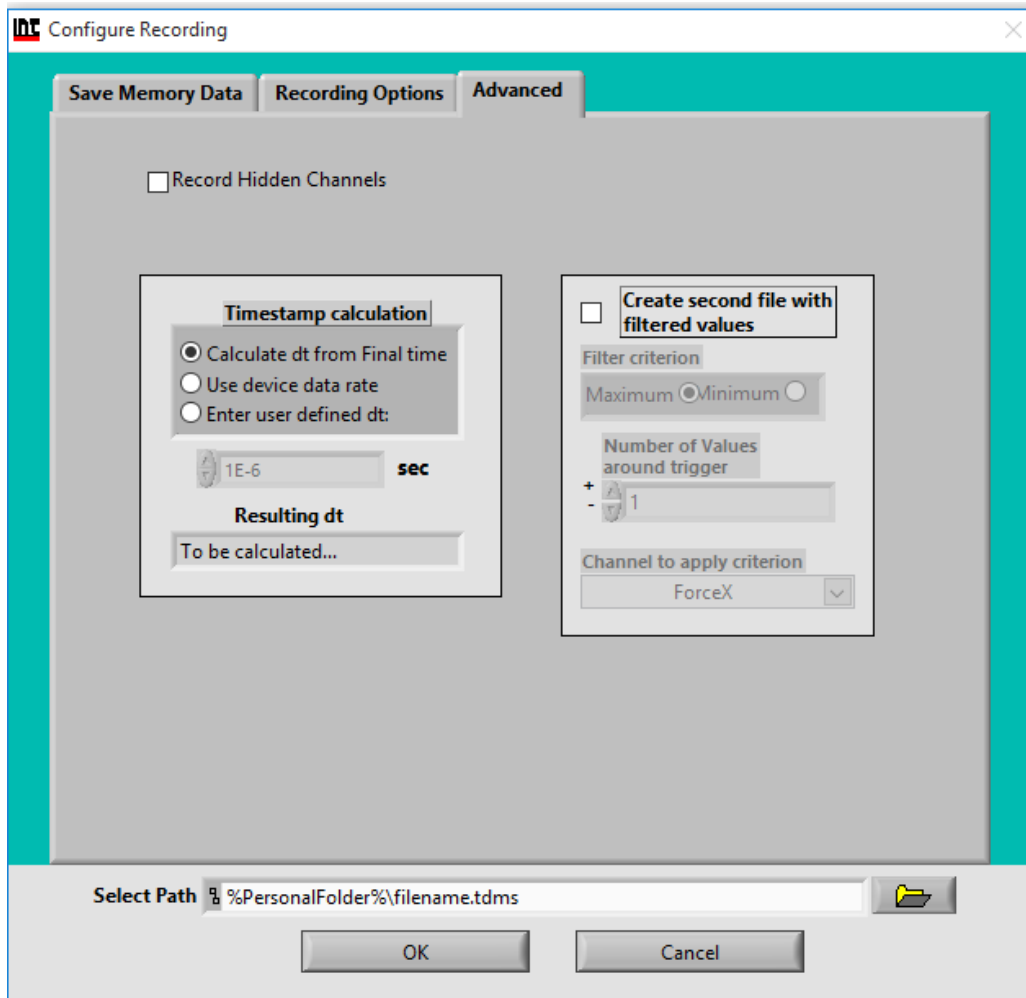 Configure Recording
Save Memory Data Recording Options Advanced
Record Hidden Channels
Timestamp calculation
Calculate dt from Final time
Use device data rate
Enter user defined dt:
1E-6 sec
Resulting dt
To be calculated...
Create second file with
filtered values
Filter criterion
Maximum Minimum
Number of Values
around trigger
+
-
1
Channel to apply criterion
ForceX
Select Path %PersonalFolder%\filename.tdms
OK Cancel